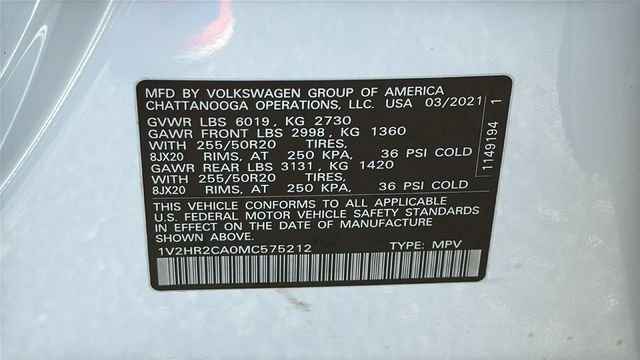 MFD BY VOLKSWAGEN GROUP OF AMERICA
CHATTANOOGA OPERATIONS, LLC. USA 03/2021
GVWR LBS 6019, KG 2730
GAWR FRONT LBS 2998, KG 1360
WITH 255/50R20 TIRES,
8JX20 RIMS, AT 250 KPA, 36 PSI COLD
GAWR REAR LBS 3131, KG 1420
WITH 255/50R20 TIRES,
8JX20 RIMS, AT 250 KPA, 36 PSI COLD
THIS VEHICLE CONFORMS TO ALL APPLICABLE
U.S. FEDERAL MOTOR VEHICLE SAFETY STANDARDS
IN EFFECT ON THE DATE OF MANUFACTURE
SHOWN ABOVE.
1V2HR2CA0MC575212 TYPE: MPV
1149194 1